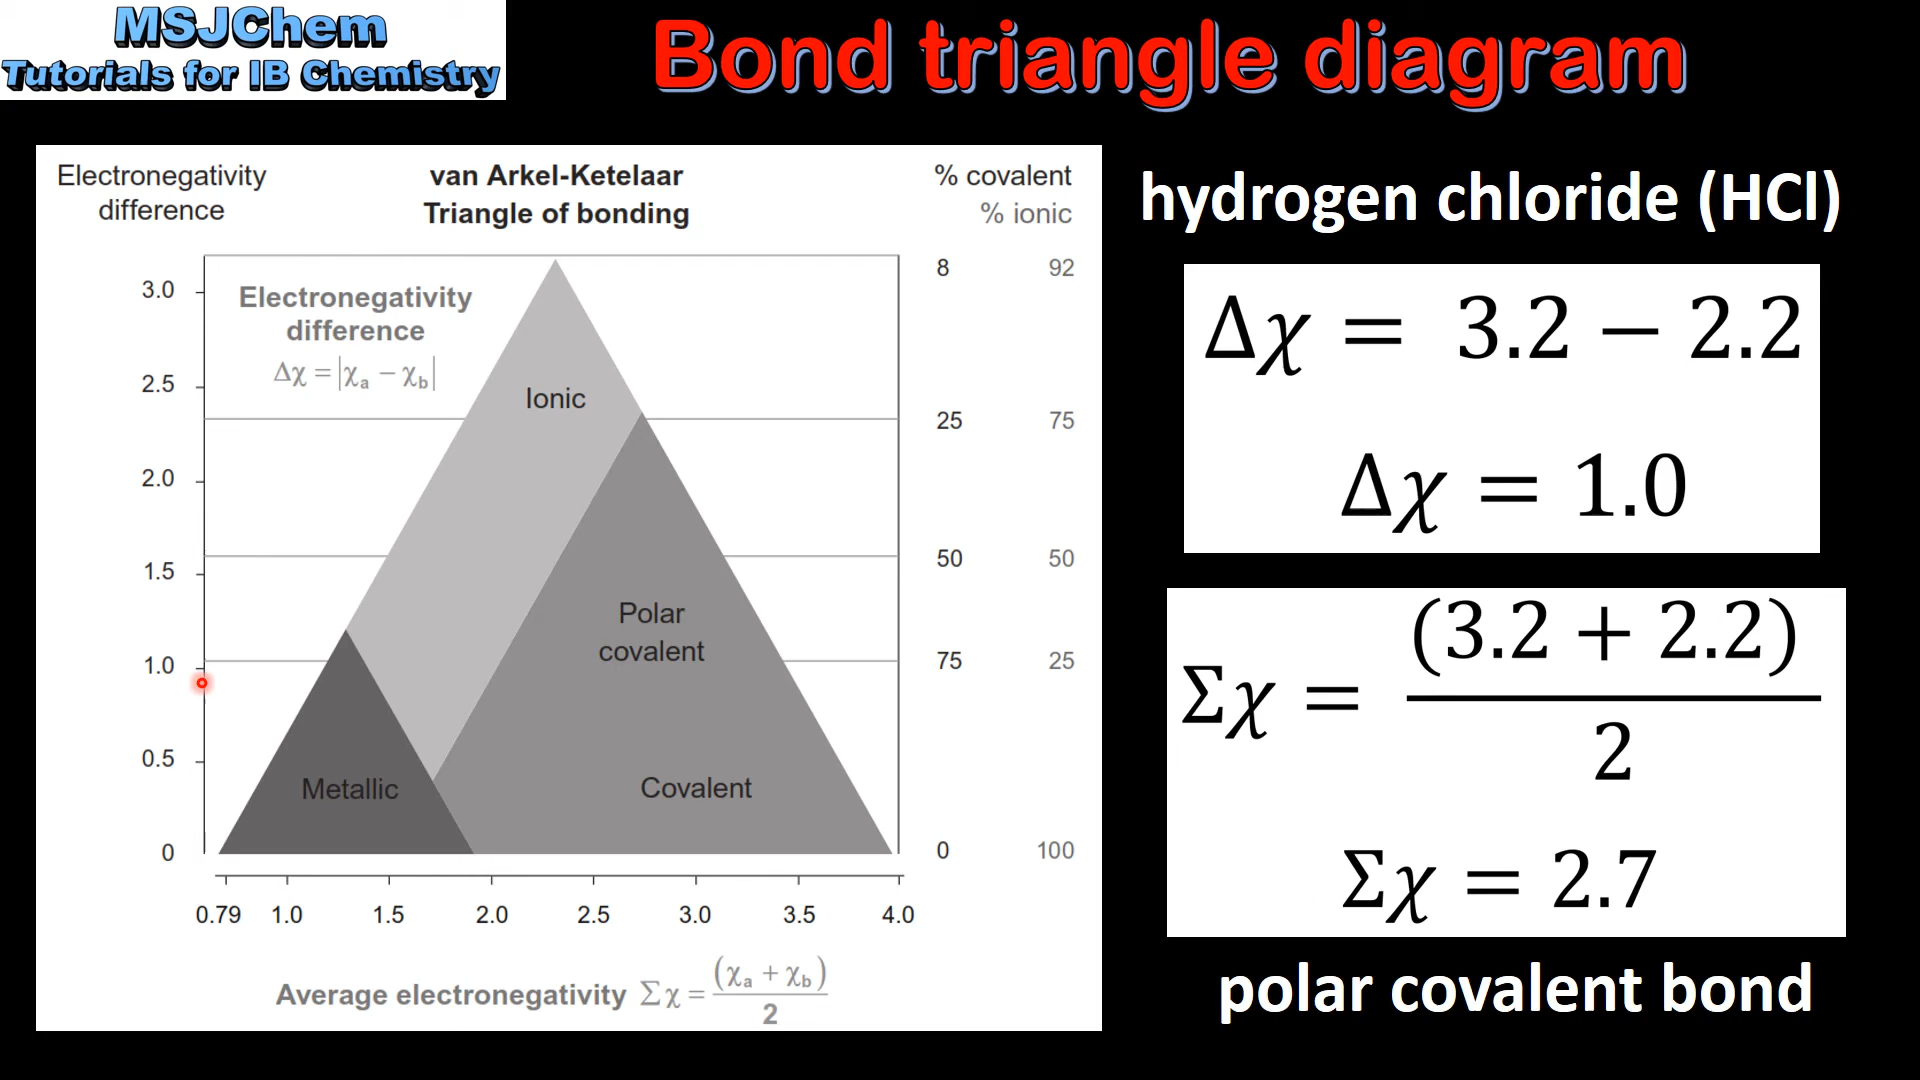 MSJChem
Tutorials for IB Chemistry
Bond triangle diagram
Electronegativity
difference
van Arkel-Ketelaar
Triangle of bonding
% covalent
% ionic
Electronegativity
difference
Δχ = |χa − χb|
3.0
2.5
2.0
1.5
1.0
0.5
0
Ionic
Polar
covalent
Metallic
Covalent
8 92
25 75
50 50
75 25
0 100
0.79 1.0 1.5 2.0 2.5 3.0 3.5 4.0
Average electronegativity Σχ = (χa + χb) / 2
hydrogen chloride (HCl)
Δχ = 3.2 − 2.2
Δχ = 1.0
Σχ = (3.2 + 2.2) / 2
Σχ = 2.7
polar covalent bond